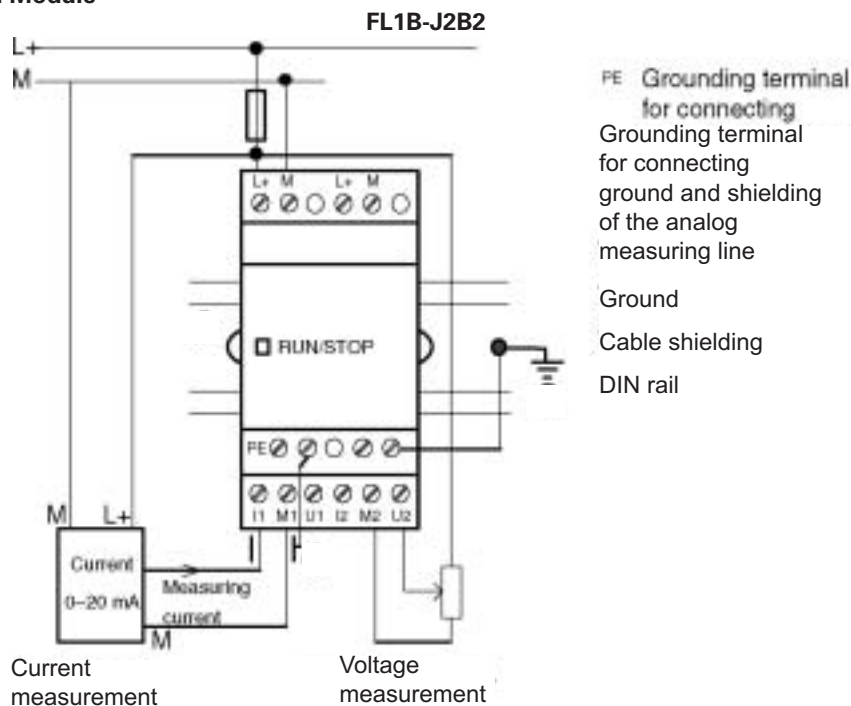 FL1B-J2B2
L+
M
PE Grounding terminal
for connecting
Grounding terminal
for connecting
ground and shielding
of the analog
measuring line
Ground
Cable shielding
DIN rail
L+ M L+ M
RUN/STOP
PE
I1 M1 U1 I2 M2 U2
M L+
Current
0–20 mA
Measuring
current
M
Current
measurement
Voltage
measurement